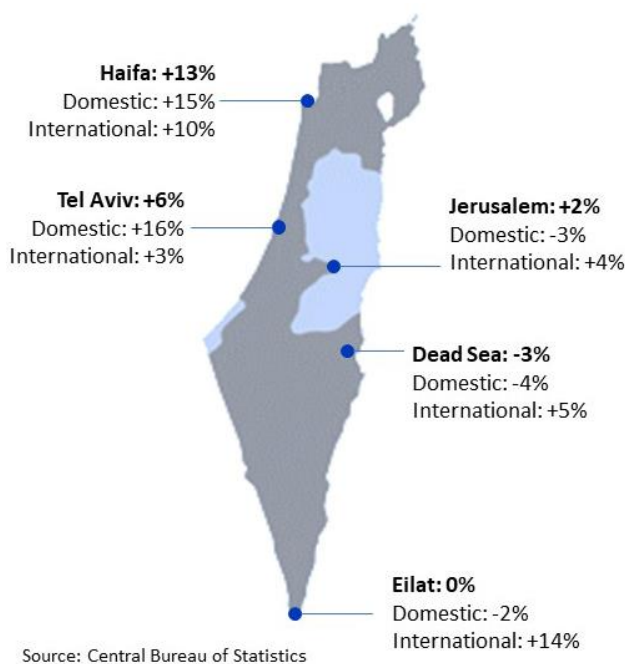 Haifa: +13%
Domestic: +15%
International: +10%
Tel Aviv: +6%
Domestic: +16%
International: +3%
Jerusalem: +2%
Domestic: -3%
International: +4%
Dead Sea: -3%
Domestic: -4%
International: +5%
Eilat: 0%
Domestic: -2%
International: +14%
Source: Central Bureau of Statistics